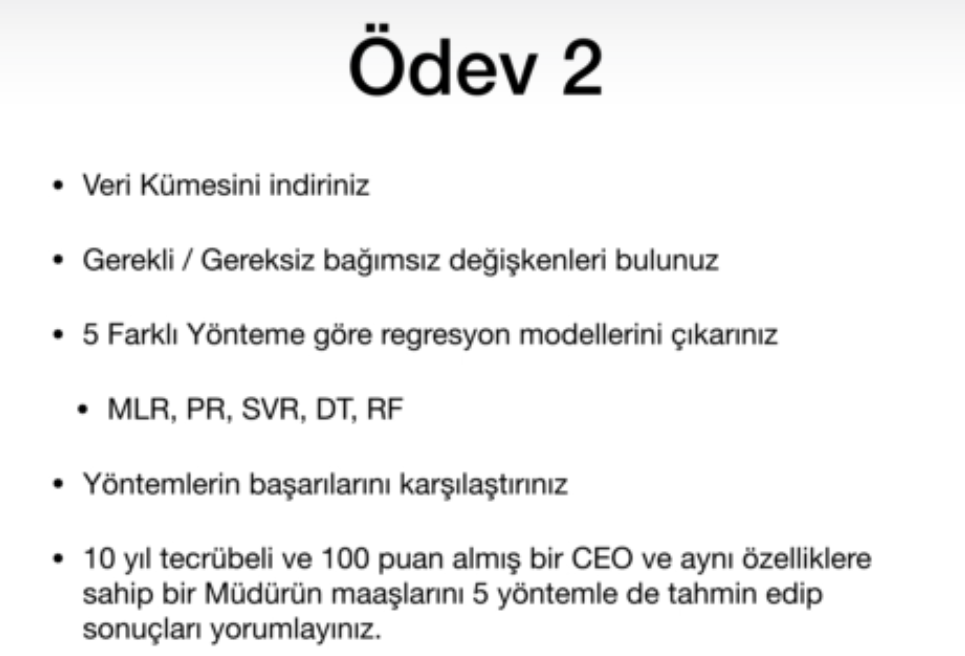 Ödev 2
• Veri Kümesini indiriniz
• Gerekli / Gereksiz bağımsız değişkenleri bulunuz
• 5 Farklı Yönteme göre regresyon modellerini çıkarınız
• MLR, PR, SVR, DT, RF
• Yöntemlerin başarılarını karşılaştırınız
• 10 yıl tecrübeli ve 100 puan almış bir CEO ve aynı özelliklere
sahip bir Müdürün maaşlarını 5 yöntemle de tahmin edip
sonuçları yorumlayınız.